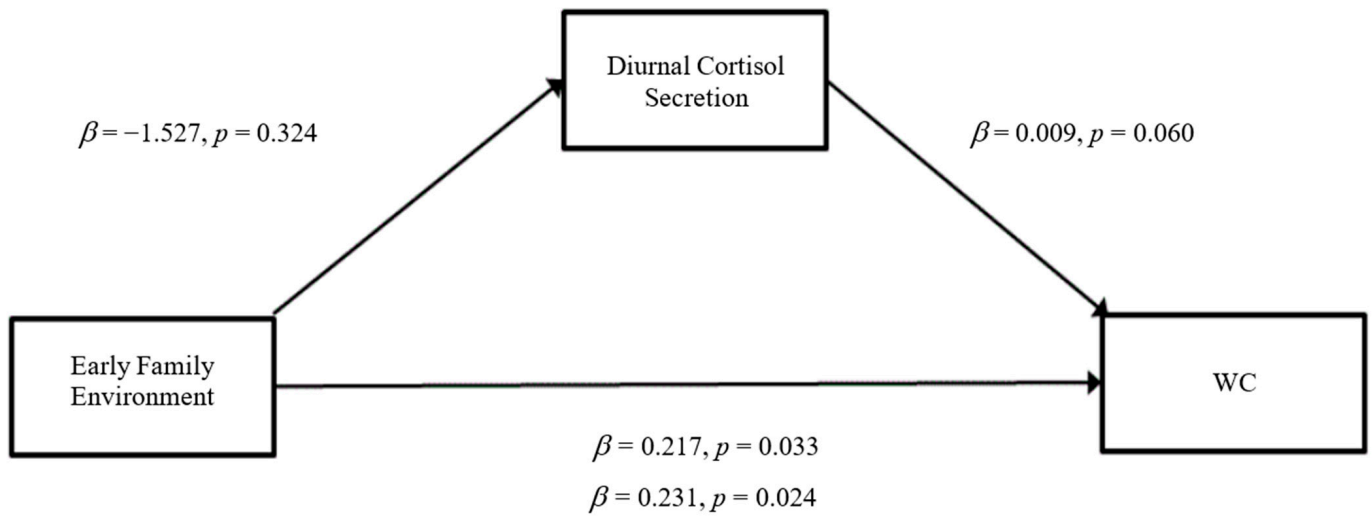 Diurnal Cortisol
Secretion
β = −1.527, p = 0.324
β = 0.009, p = 0.060
Early Family
Environment
WC
β = 0.217, p = 0.033
β = 0.231, p = 0.024